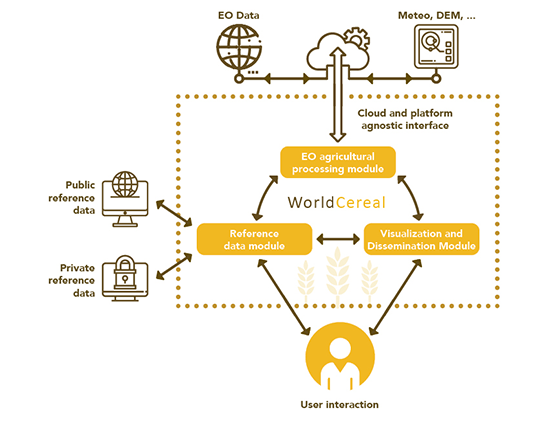 EO Data
Meteo, DEM, ...
Cloud and platform
agnostic interface
EO agricultural
processing module
Public
reference
data
WorldCereal
Reference
data module
Visualization and
Dissemination Module
Private
reference
data
User interaction